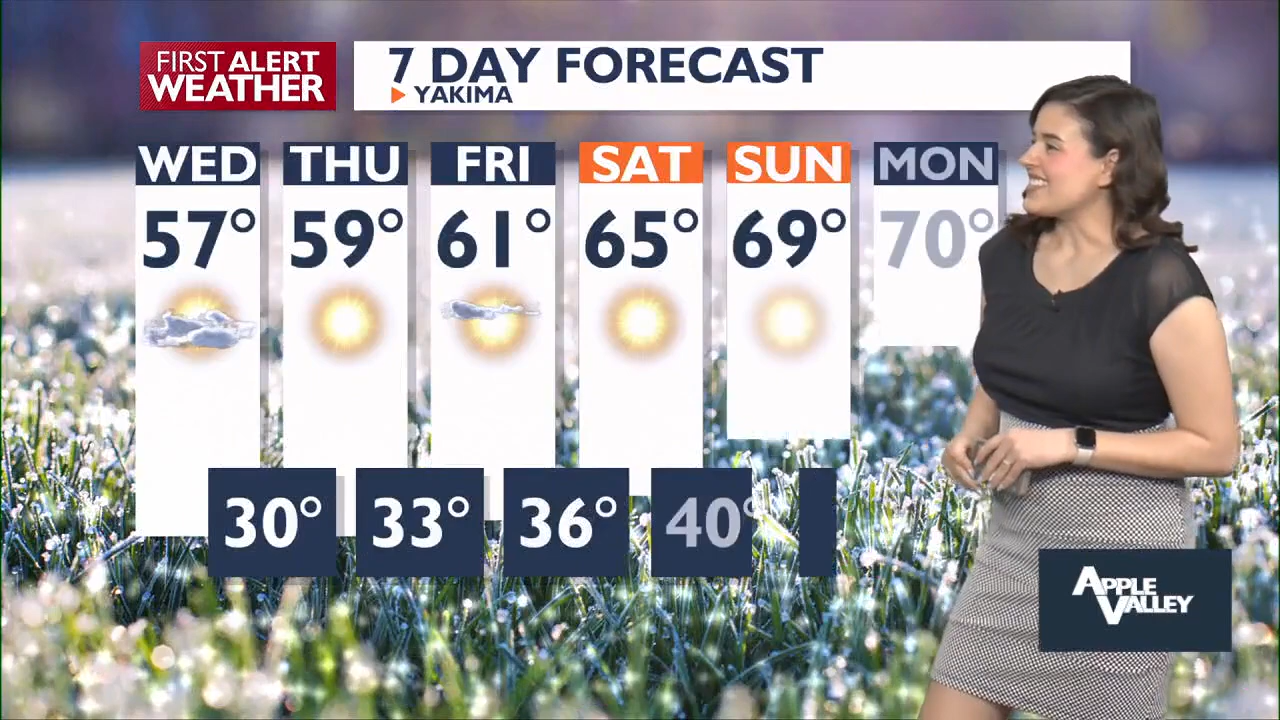 FIRST ALERT
WEATHER
7 DAY FORECAST
YAKIMA
WED THU FRI SAT SUN MON
57° 59° 61° 65° 69° 70°
30° 33° 36° 40°
APPLE
VALLEY